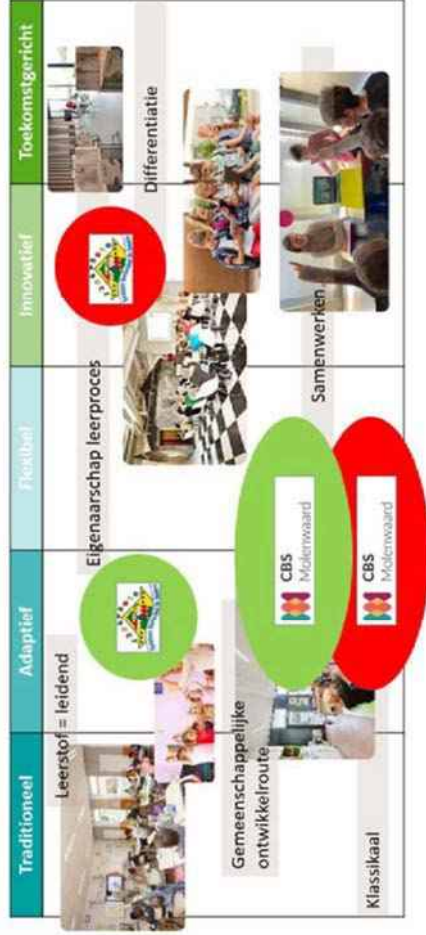 Traditioneel
Adaptief
Flexibel
Innovatief
Toekomstgericht
Leerstof = leidend
Eigenaarschap leerproces
Differentiatie
Gemeenschappelijke
ontwikkelroute
CBS
Molenwaard
Samenwerken
CBS
Molenwaard
Klassikaal